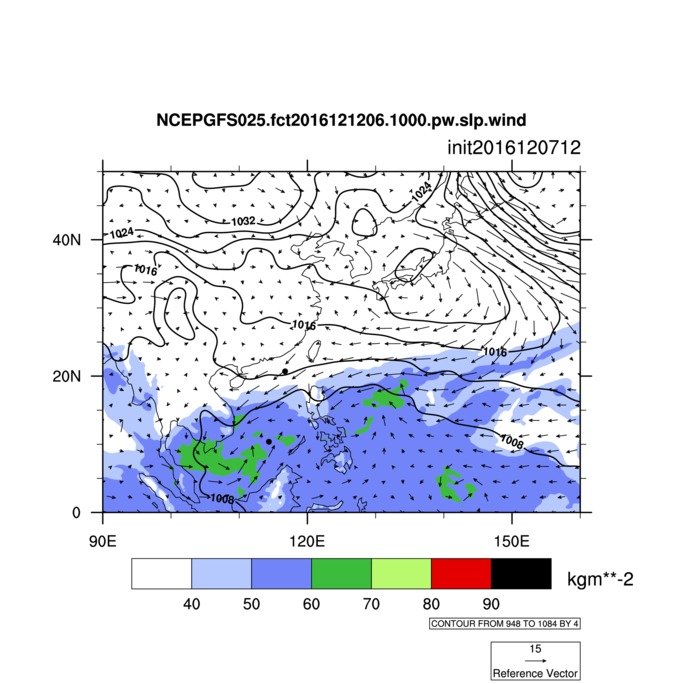 NCEPGFS025.fct2016121206.1000.pw.slp.wind
init2016120712
1024
1032
1024
40N
1016
1016
1016
20N
1008
1008
0
90E 120E 150E
kgm**-2
40 50 60 70 80 90
CONTOUR FROM 948 TO 1084 BY 4
15
Reference Vector